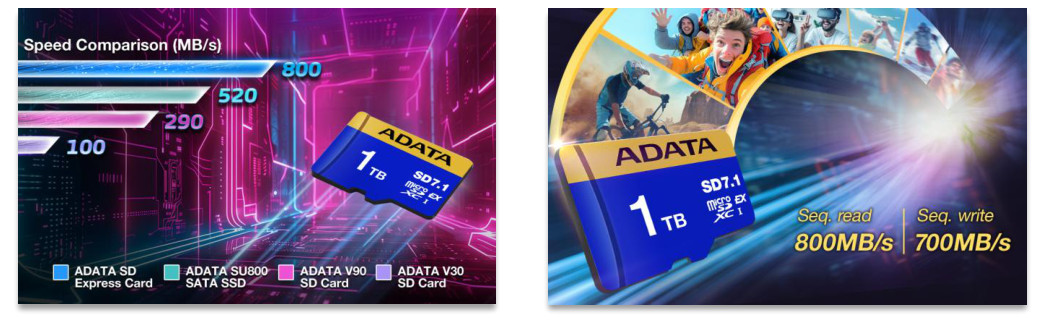 Speed Comparison (MB/s)
800
520
290
100
ADATA
1TB
SD7.1
micro SD EX
XC I
ADATA SD
Express Card
ADATA SU800
SATA SSD
ADATA V90
SD Card
ADATA V30
SD Card
ADATA
1TB
SD7.1
micro SD EX
XC I
Seq. read
800MB/s
Seq. write
700MB/s